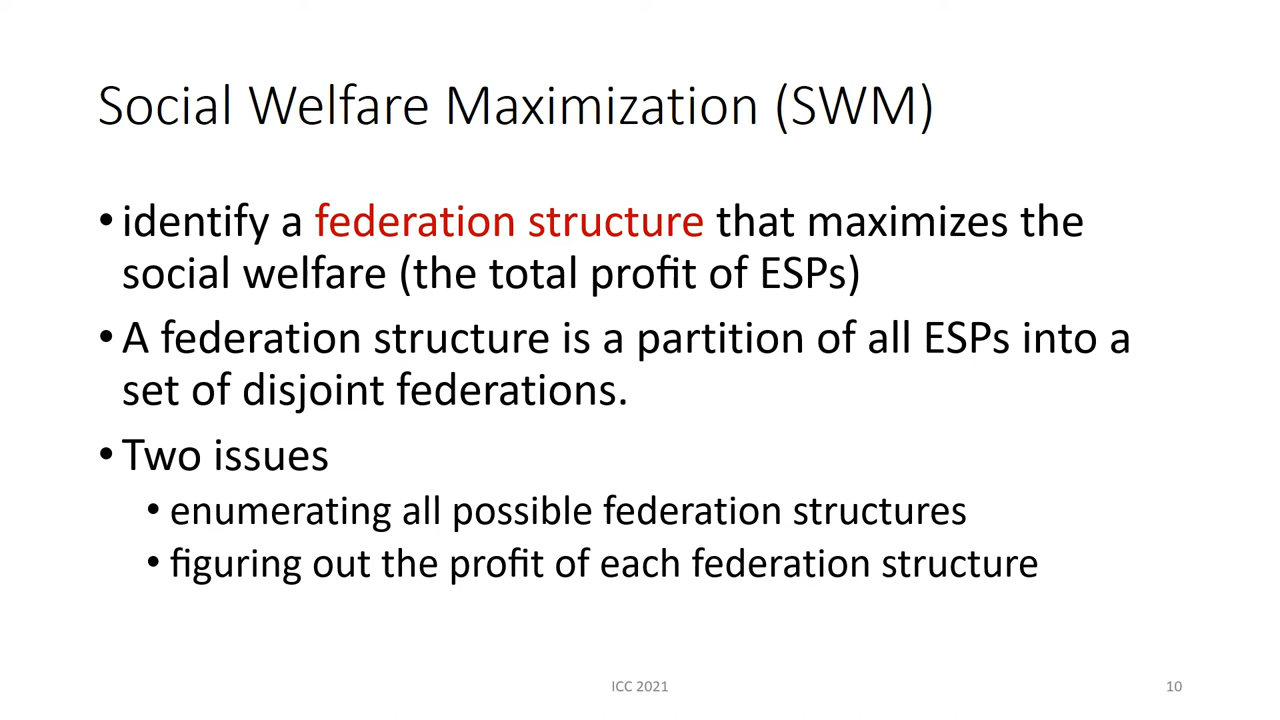 Social Welfare Maximization (SWM)
• identify a federation structure that maximizes the
social welfare (the total profit of ESPs)
• A federation structure is a partition of all ESPs into a
set of disjoint federations.
• Two issues
• enumerating all possible federation structures
• figuring out the profit of each federation structure
ICC 2021
10